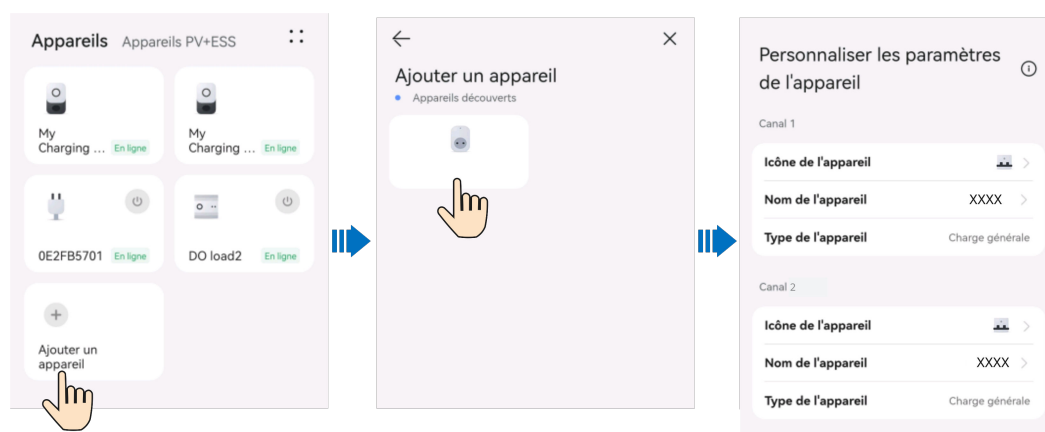 Appareils Appareils PV+ESS
My
Charging ... En ligne
My
Charging ... En ligne
0E2FB5701 En ligne
DO load2 En ligne
Ajouter un
appareil
Ajouter un appareil
Appareils découverts
Personnaliser les paramètres
de l'appareil
Canal 1
Icône de l'appareil
Nom de l'appareil XXXX
Type de l'appareil Charge générale
Canal 2
Icône de l'appareil
Nom de l'appareil XXXX
Type de l'appareil Charge générale